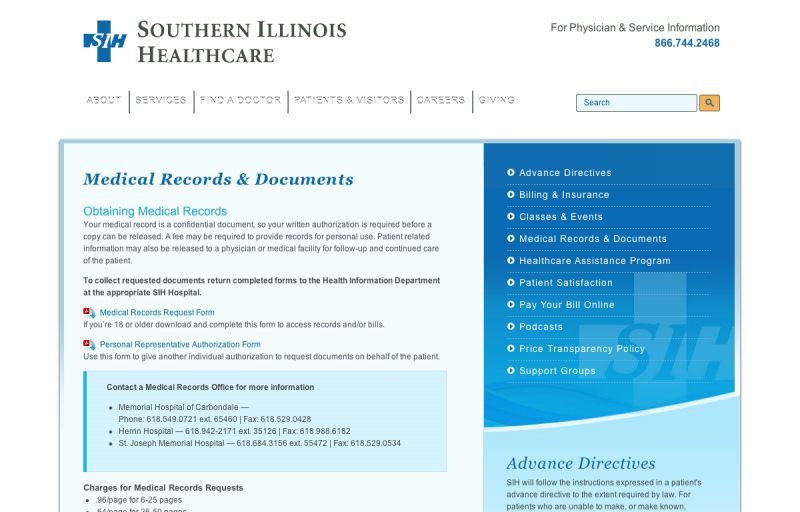 SIH
SOUTHERN ILLINOIS
HEALTHCARE
For Physician & Service Information
866.744.2468
ABOUT
SERVICES
FIND A DOCTOR
PATIENTS & VISITORS
CAREERS
GIVING
Search
Medical Records & Documents
Obtaining Medical Records
Your medical record is a confidential document, so your written authorization is required before a
copy can be released. A fee may be required to provide records for personal use. Patient related
information may also be released to a physician or medical facility for follow-up and continued care
of the patient.
To collect requested documents return completed forms to the Health Information Department
at the appropriate SIH Hospital.
Medical Records Request Form
If you're 18 or older download and complete this form to access records and/or bills.
Personal Representative Authorization Form
Use this form to give another individual authorization to request documents on behalf of the patient.
Contact a Medical Records Office for more information
Memorial Hospital of Carbondale —
Phone: 618.549.0721 ext. 65460 | Fax: 618.529.0428
Herrin Hospital — 618.942-2171 ext. 35126 | Fax: 618.988.6182
St. Joseph Memorial Hospital — 618.684.3156 ext. 55472 | Fax: 618.529.0534
Charges for Medical Records Requests
.96/page for 6-25 pages
.64/page for 26-50 pages
Advance Directives
Billing & Insurance
Classes & Events
Medical Records & Documents
Healthcare Assistance Program
Patient Satisfaction
Pay Your Bill Online
Podcasts
Price Transparency Policy
Support Groups
SIH
Advance Directives
SIH will follow the instructions expressed in a patient's
advance directive to the extent required by law. For
patients who are unable to make, or make known,